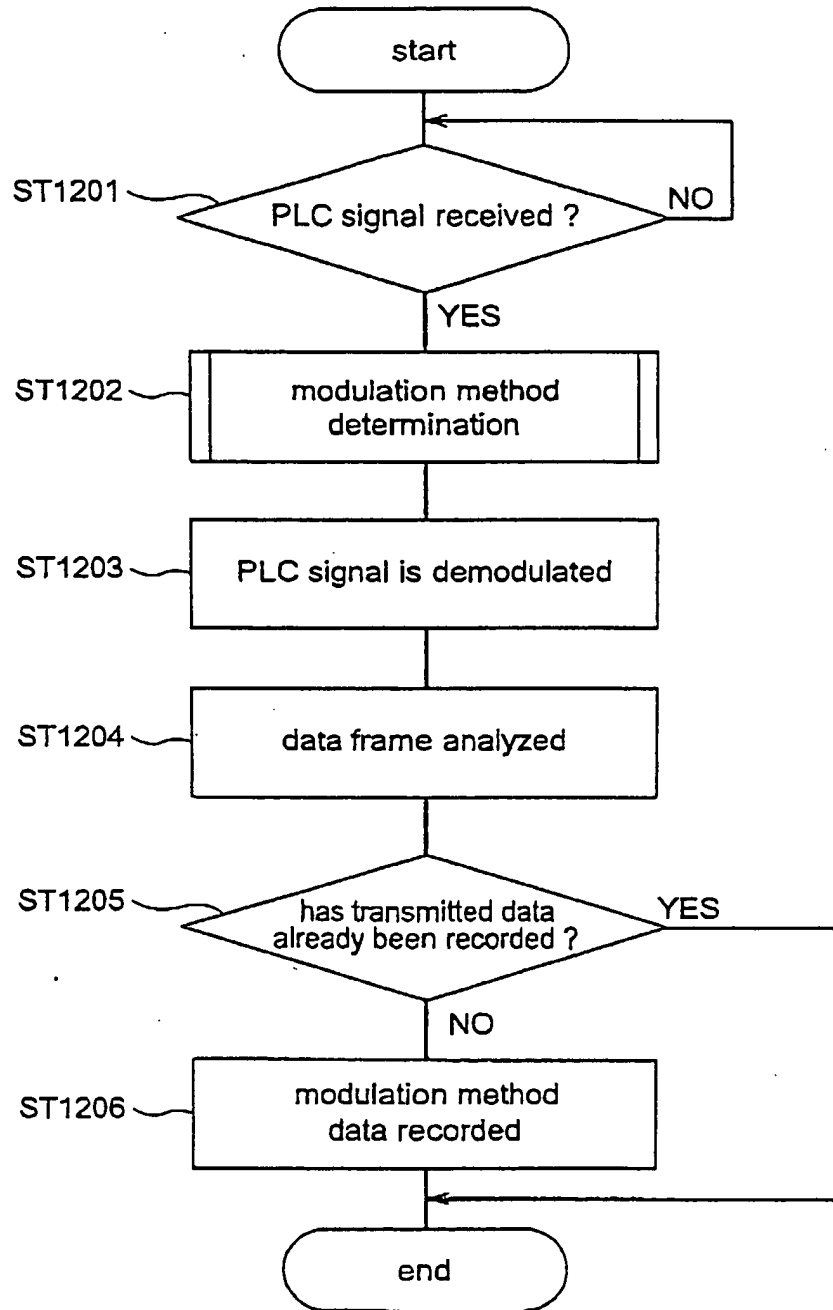 start
ST1201
PLC signal received ?
NO
YES
ST1202
modulation method
determination
ST1203
PLC signal is demodulated
ST1204
data frame analyzed
ST1205
has transmitted data
already been recorded ?
YES
NO
ST1206
modulation method
data recorded
end